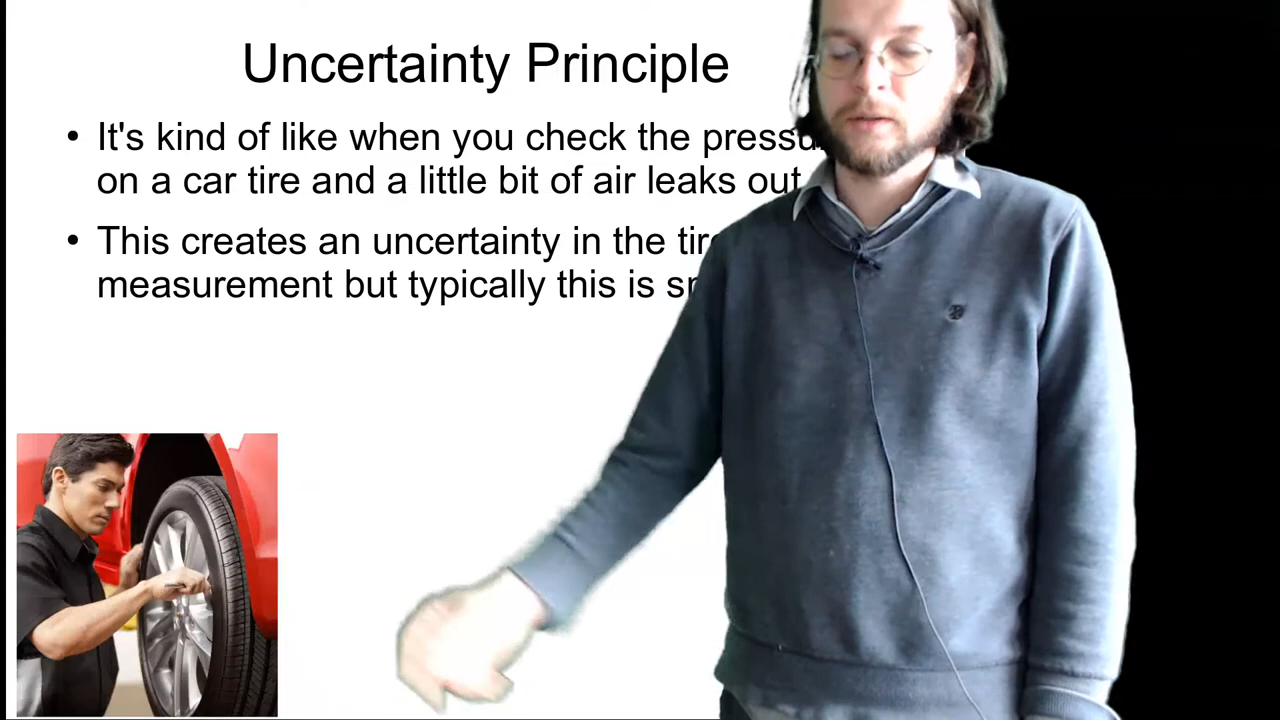 Uncertainty Principle
It's kind of like when you check the
on a car tire and a little bit of air leaks out
This creates an uncertainty in the
measurement but typically this is